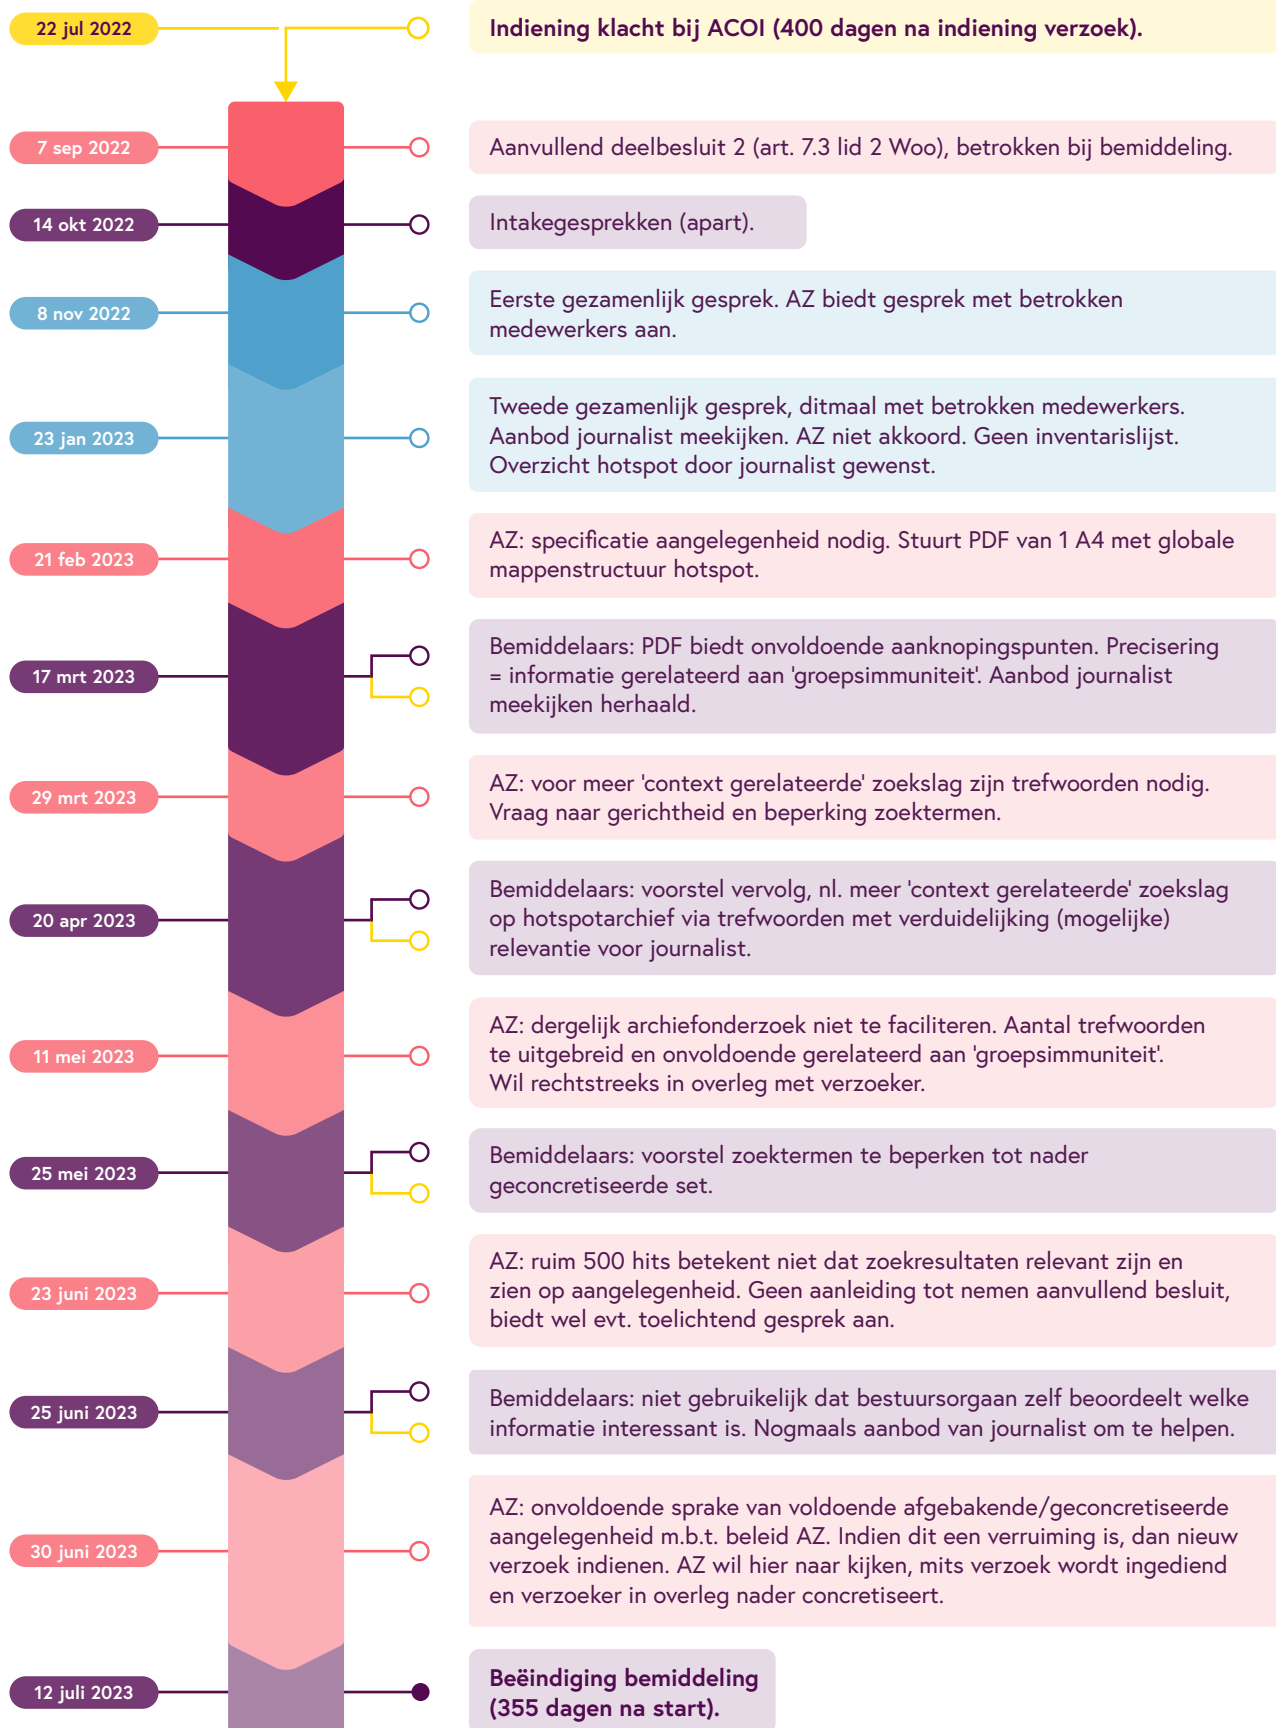 22 jul 2022
Indiening klacht bij ACOI (400 dagen na indiening verzoek).
7 sep 2022
Aanvullend deelbesluit 2 (art. 7.3 lid 2 Woo), betrokken bij bemiddeling.
14 okt 2022
Intakegesprekken (apart).
8 nov 2022
Eerste gezamenlijk gesprek. AZ biedt gesprek met betrokken
medewerkers aan.
23 jan 2023
Tweede gezamenlijk gesprek, ditmaal met betrokken medewerkers.
Aanbod journalist meekijken. AZ niet akkoord. Geen inventarislijst.
Overzicht hotspot door journalist gewenst.
21 feb 2023
AZ: specificatie aangelegenheid nodig. Stuurt PDF van 1 A4 met globale
mappenstructuur hotspot.
17 mrt 2023
Bemiddelaars: PDF biedt onvoldoende aanknopingspunten. Precisering
= informatie gerelateerd aan 'groepsimmuniteit'. Aanbod journalist
meekijken herhaald.
29 mrt 2023
AZ: voor meer 'context gerelateerde' zoekslag zijn trefwoorden nodig.
Vraag naar gerichtheid en beperking zoektermen.
20 apr 2023
Bemiddelaars: voorstel vervolg, nl. meer 'context gerelateerde' zoekslag
op hotspotarchief via trefwoorden met verduidelijking (mogelijke)
relevantie voor journalist.
11 mei 2023
AZ: dergelijk archiefonderzoek niet te faciliteren. Aantal trefwoorden
te uitgebreid en onvoldoende gerelateerd aan 'groepsimmuniteit'.
Wil rechtstreeks in overleg met verzoeker.
25 mei 2023
Bemiddelaars: voorstel zoektermen te beperken tot nader
geconcretiseerde set.
23 juni 2023
AZ: ruim 500 hits betekent niet dat zoekresultaten relevant zijn en
zien op aangelegenheid. Geen aanleiding tot nemen aanvullend besluit,
biedt wel evt. toelichtend gesprek aan.
25 juni 2023
Bemiddelaars: niet gebruikelijk dat bestuursorgaan zelf beoordeelt welke
informatie interessant is. Nogmaals aanbod van journalist om te helpen.
30 juni 2023
AZ: onvoldoende sprake van voldoende afgebakende/geconcretiseerde
aangelegenheid m.b.t. beleid AZ. Indien dit een verruiming is, dan nieuw
verzoek indienen. AZ wil hier naar kijken, mits verzoek wordt ingediend
en verzoeker in overleg nader concretiseert.
12 juli 2023
Beëindiging bemiddeling
(355 dagen na start).